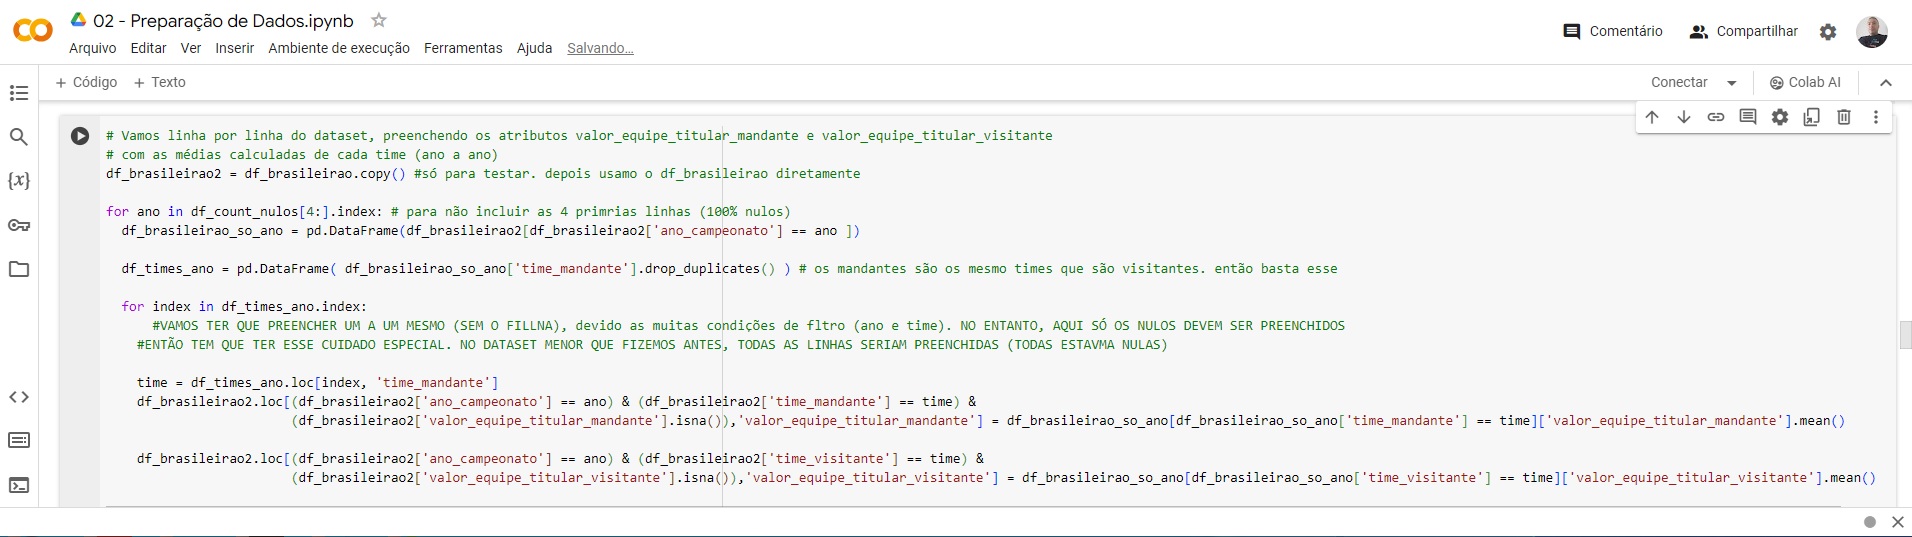 02 - Preparação de Dados.ipynb
Comentário
Compartilhar
Arquivo Editar Ver Inserir Ambiente de execução Ferramentas Ajuda Salvando...
+ Código + Texto
Conectar
Colab AI
# Vamos linha por linha do dataset, preenchendo os atributos valor_equipe_titular_mandante e valor_equipe_titular_visitante
# com as médias calculadas de cada time (ano a ano)
df_brasileirao2 = df_brasileirao.copy() #só para testar. depois usamo o df_brasileirao diretamente
for ano in df_count_nulos[4:].index: # para não incluir as 4 primrias linhas (100% nulos)
df_brasileirao_so_ano = pd.DataFrame(df_brasileirao2[df_brasileirao2['ano_campeonato'] == ano ])
df_times_ano = pd.DataFrame( df_brasileirao_so_ano['time_mandante'].drop_duplicates() ) # os mandantes são os mesmo times que são visitantes. então basta esse
for index in df_times_ano.index:
#VAMOS TER QUE PREENCHER UM A UM MESMO (SEM O FILLNA), devido as muitas condições de fltro (ano e time). NO ENTANTO, AQUI SÓ OS NULOS DEVEM SER PREENCHIDOS
#ENTÃO TEM QUE TER ESSE CUIDADO ESPECIAL. NO DATASET MENOR QUE FIZEMOS ANTES, TODAS AS LINHAS SERIAM PREENCHIDAS (TODAS ESTAVMA NULAS)
time = df_times_ano.loc[index, 'time_mandante']
df_brasileirao2.loc[(df_brasileirao2['ano_campeonato'] == ano) & (df_brasileirao2['time_mandante'] == time) &
(df_brasileirao2['valor_equipe_titular_mandante'].isna()),'valor_equipe_titular_mandante'] = df_brasileirao_so_ano[df_brasileirao_so_ano['time_mandante'] == time]['valor_equipe_titular_mandante'].mean()
df_brasileirao2.loc[(df_brasileirao2['ano_campeonato'] == ano) & (df_brasileirao2['time_visitante'] == time) &
(df_brasileirao2['valor_equipe_titular_visitante'].isna()),'valor_equipe_titular_visitante'] = df_brasileirao_so_ano[df_brasileirao_so_ano['time_visitante'] == time]['valor_equipe_titular_visitante'].mean()